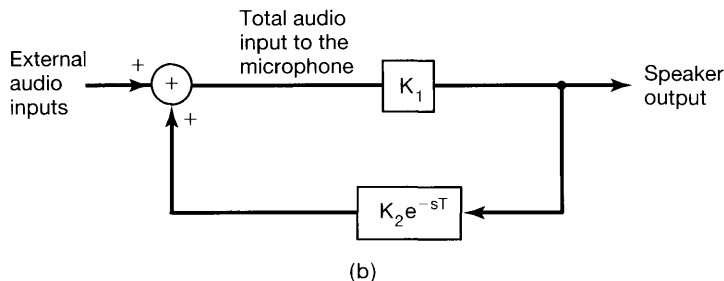 Total audio
input to the
microphone
External
audio
inputs
+
+
+
K₁
Speaker
output
K₂e⁻ˢᵀ
(b)